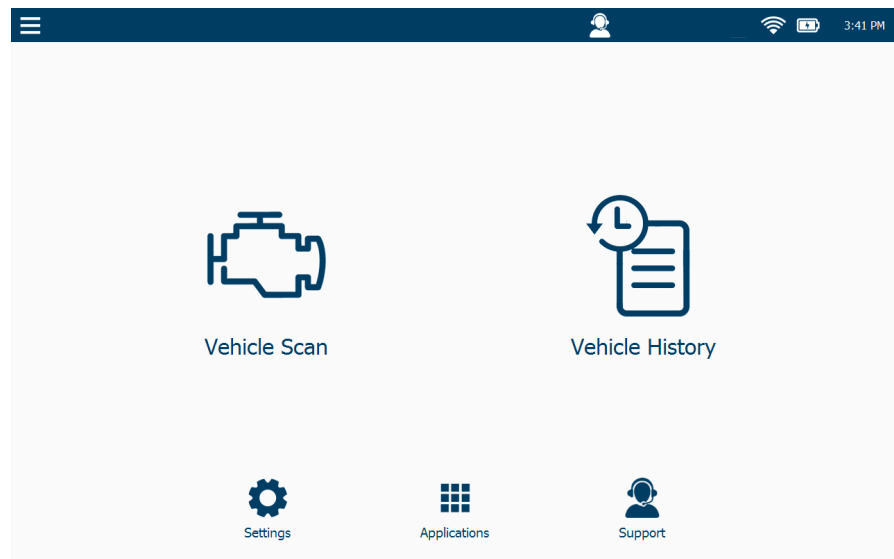 3:41 PM
Vehicle Scan
Vehicle History
Settings
Applications
Support